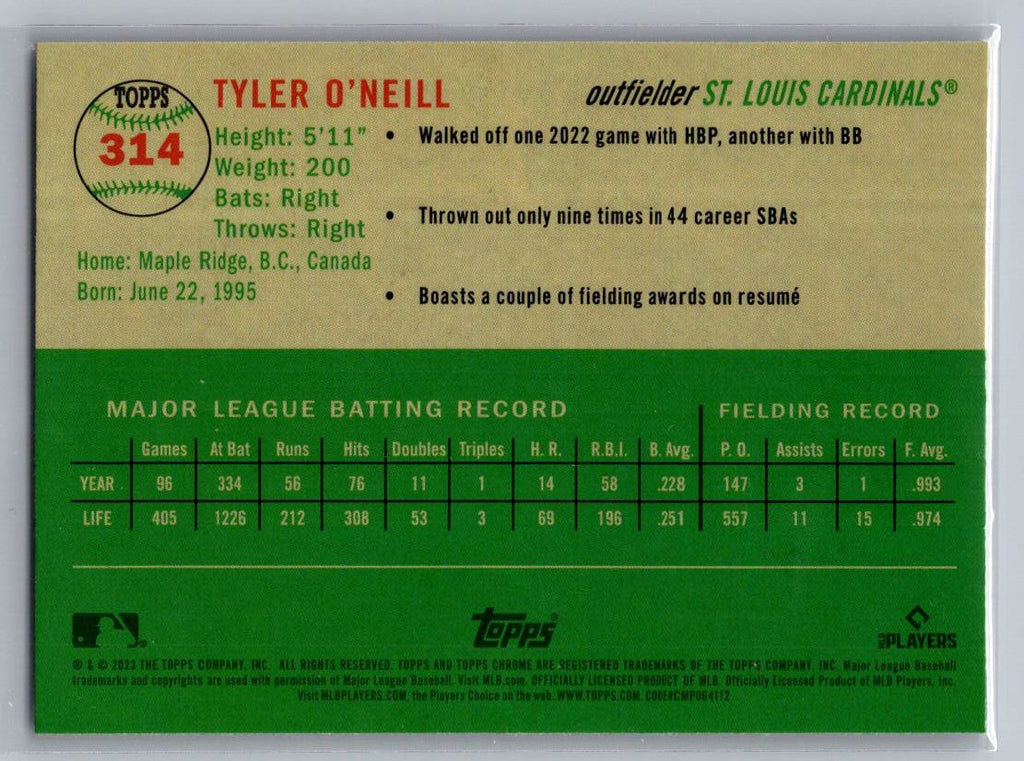 TOPPS
314
TYLER O'NEILL
outfielder ST. LOUIS CARDINALS®
Height: 5'11"
Weight: 200
Bats: Right
Throws: Right
Home: Maple Ridge, B.C., Canada
Born: June 22, 1995
• Walked off one 2022 game with HBP, another with BB
• Thrown out only nine times in 44 career SBAs
• Boasts a couple of fielding awards on resumé
MAJOR LEAGUE BATTING RECORD FIELDING RECORD
Games At Bat Runs Hits Doubles Triples H. R. R.B.I. B. Avg. P. O. Assists Errors F. Avg.
YEAR 96 334 56 76 11 1 14 58 .228 147 3 1 .993
LIFE 405 1226 212 308 53 3 69 196 .251 557 11 15 .974
Topps®
MLB PLAYERS
® & © 2023 THE TOPPS COMPANY, INC. ALL RIGHTS RESERVED. TOPPS AND TOPPS CHROME ARE REGISTERED TRADEMARKS OF THE TOPPS COMPANY, INC. Major League Baseball
trademarks and copyrights are used with permission of Major League Baseball. Visit MLB.com. OFFICIALLY LICENSED PRODUCT OF MLB. Officially Licensed Product of MLB Players, Inc.
Visit MLBPLAYERS.COM, the Players Choice on the web. WWW.TOPPS.COM. CODE#CMP064112